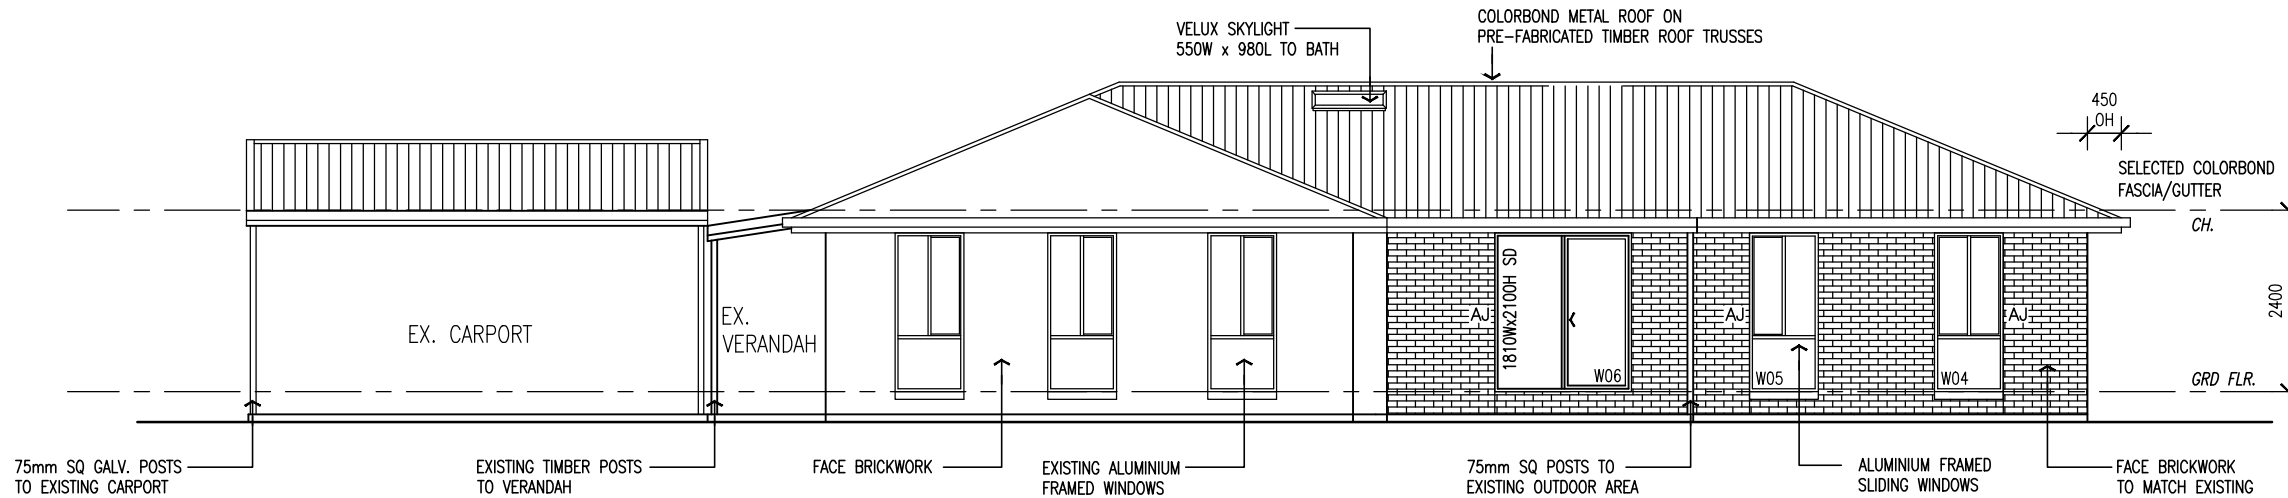 VELUX SKYLIGHT
550W x 980L TO BATH
COLORBOND METAL ROOF ON
PRE-FABRICATED TIMBER ROOF TRUSSES
450
OH
SELECTED COLORBOND
FASCIA/GUTTER
CH.
2400
GRD FLR.
EX. CARPORT
EX.
VERANDAH
AJ
1810Wx2100H SD
W06
AJ
W05
W04
AJ
75mm SQ GALV. POSTS
TO EXISTING CARPORT
EXISTING TIMBER POSTS
TO VERANDAH
FACE BRICKWORK
EXISTING ALUMINIUM
FRAMED WINDOWS
75mm SQ POSTS TO
EXISTING OUTDOOR AREA
ALUMINIUM FRAMED
SLIDING WINDOWS
FACE BRICKWORK
TO MATCH EXISTING